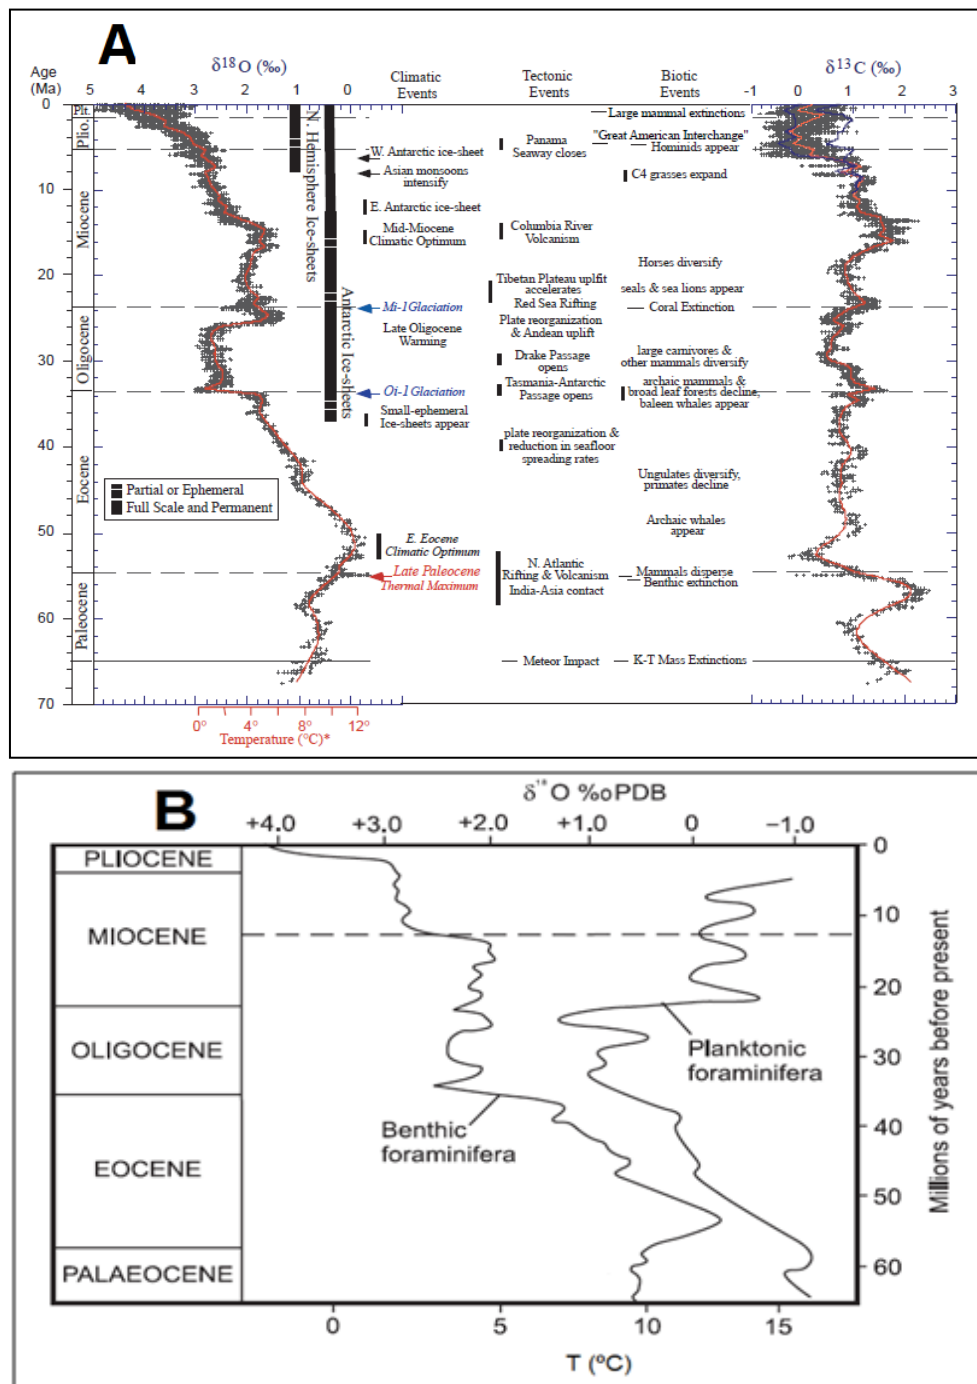 A
Age
(Ma)
δ18O (‰)
Climatic
Events
Tectonic
Events
Biotic
Events
δ13C (‰)
5 4 3 2 1 0
-1 0 1 2 3
0
10
20
30
40
50
60
70
Plt.
Plio.
Miocene
Oligocene
Eocene
Paleocene
N. Hemisphere Ice-sheets
Antarctic Ice-sheets
W. Antarctic ice-sheet
Asian monsoons
intensify
E. Antarctic ice-sheet
Mid-Miocene
Climatic Optimum
Mi-1 Glaciation
Late Oligocene
Warming
Oi-1 Glaciation
Small-ephemeral
Ice-sheets appear
E. Eocene
Climatic Optimum
Late Paleocene
Thermal Maximum
Panama
Seaway closes
Columbia River
Volcanism
Tibetan Plateau uplfit
accelerates
Red Sea Rifting
Plate reorganization
& Andean uplift
Drake Passage
opens
Tasmania-Antarctic
Passage opens
plate reorganization &
reduction in seafloor
spreading rates
N. Atlantic
Rifting & Volcanism
India-Asia contact
Meteor Impact
Large mammal extinctions
"Great American Interchange"
Hominids appear
C4 grasses expand
Horses diversify
seals & sea lions appear
Coral Extinction
large carnivores &
other mammals diversify
archaic mammals &
broad leaf forests decline,
baleen whales appear
Ungulates diversify,
primates decline
Archaic whales
appear
Mammals disperse
Benthic extinction
K-T Mass Extinctions
Partial or Ephemeral
Full Scale and Permanent
0° 4° 8° 12°
Temperature (°C)*
B
δ18O ‰ PDB
+4.0 +3.0 +2.0 +1.0 0 −1.0
PLIOCENE
MIOCENE
OLIGOCENE
EOCENE
PALAEOCENE
Benthic
foraminifera
Planktonic
foraminifera
0
10
20
30
40
50
60
Millions of years before present
0 5 10 15
T (ºC)